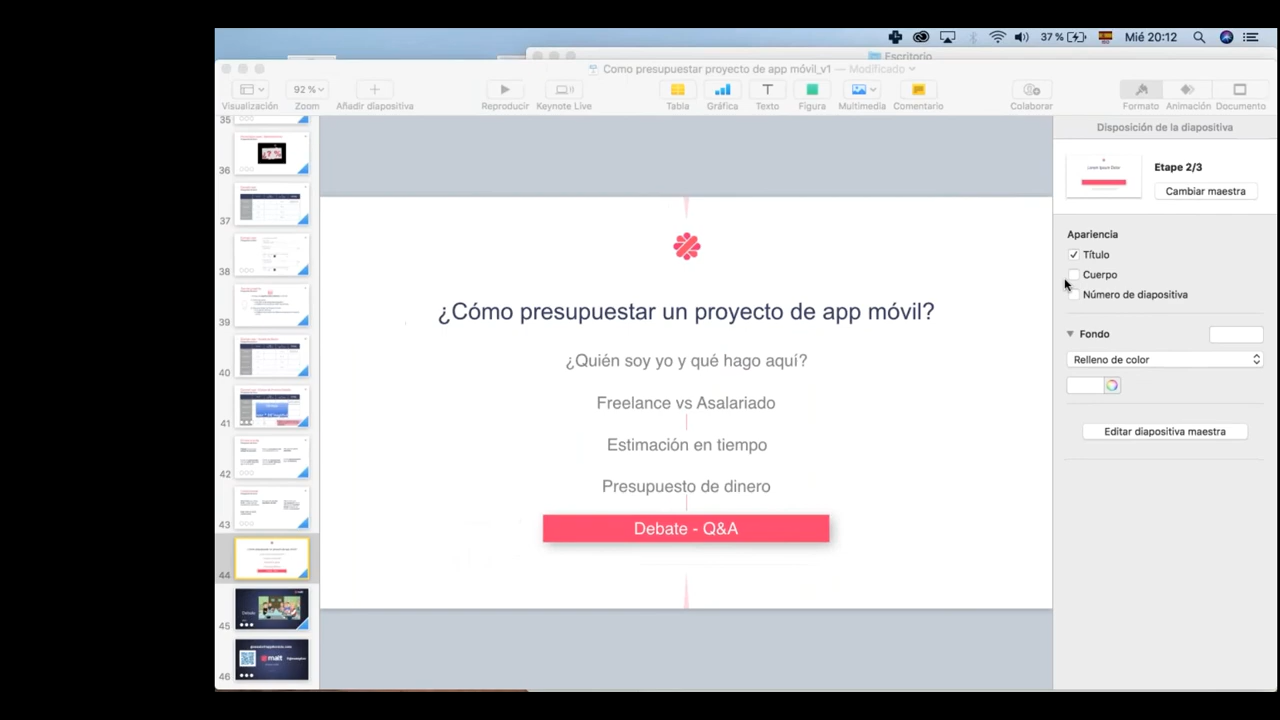 37 %
Mié 20:12
Escritorio
Como presupuestar proyecto de app móvil_v1 — Modificado
92 %
Visualización Zoom Añadir diapositiva Reproducir Keynote Live Tabla Gráfica Texto Figura Multimedia Comentario Colaborar Formato Animación Documento
35
36
37
38
39
40
41
42
43
44
45
46
¿Cómo presupuestar un proyecto de app móvil?
¿Quién soy yo y qué hago aquí?
Freelance vs Asalariado
Estimación en tiempo
Presupuesto de dinero
Debate - Q&A
Disposición de la diapositiva
Etape 2/3
Cambiar maestra
Apariencia
Título
Cuerpo
Número de diapositiva
Fondo
Relleno de color
Editar diapositiva maestra